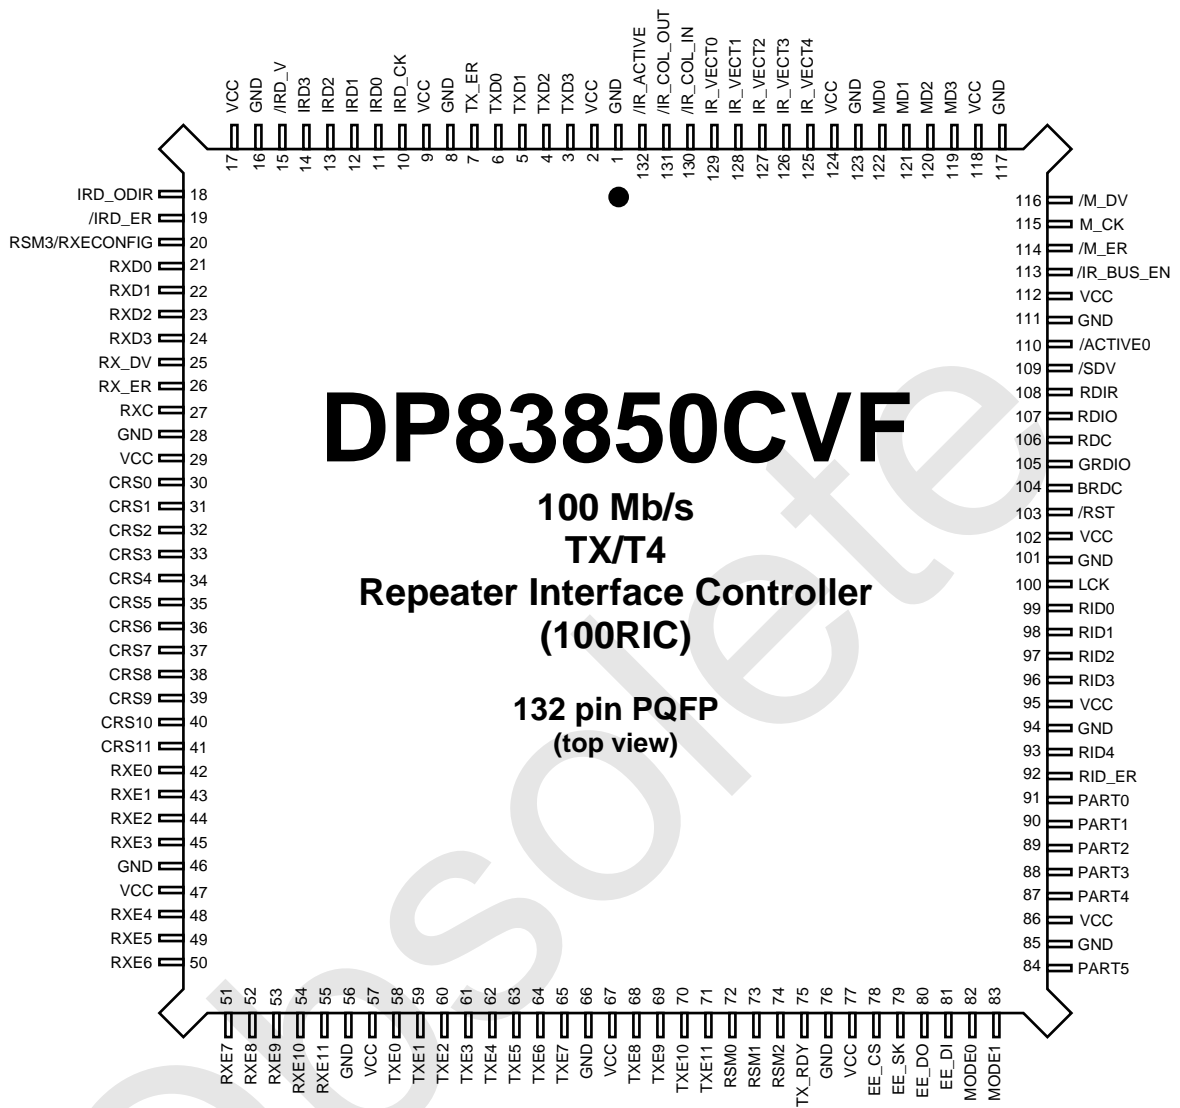 VCC GND /IRD_V IRD3 IRD2 IRD1 IRD0 IRD_CK VCC GND TX_ER TXD0 TXD1 TXD2 TXD3 VCC GND /IR_ACTIVE /IR_COL_OUT /IR_COL_IN IR_VECT0 IR_VECT1 IR_VECT2 IR_VECT3 IR_VECT4 VCC GND MD0 MD1 MD2 MD3 VCC GND
17 16 15 14 13 12 11 10 9 8 7 6 5 4 3 2 1 132 131 130 129 128 127 126 125 124 123 122 121 120 119 118 117
IRD_ODIR 18
/IRD_ER 19
RSM3/RXECONFIG 20
RXD0 21
RXD1 22
RXD2 23
RXD3 24
RX_DV 25
RX_ER 26
RXC 27
GND 28
VCC 29
CRS0 30
CRS1 31
CRS2 32
CRS3 33
CRS4 34
CRS5 35
CRS6 36
CRS7 37
CRS8 38
CRS9 39
CRS10 40
CRS11 41
RXE0 42
RXE1 43
RXE2 44
RXE3 45
GND 46
VCC 47
RXE4 48
RXE5 49
RXE6 50
DP83850CVF
100 Mb/s
TX/T4
Repeater Interface Controller
(100RIC)
132 pin PQFP
(top view)
116 /M_DV
115 M_CK
114 /M_ER
113 /IR_BUS_EN
112 VCC
111 GND
110 /ACTIVE0
109 /SDV
108 RDIR
107 RDIO
106 RDC
105 GRDIO
104 BRDC
103 /RST
102 VCC
101 GND
100 LCK
99 RID0
98 RID1
97 RID2
96 RID3
95 VCC
94 GND
93 RID4
92 RID_ER
91 PART0
90 PART1
89 PART2
88 PART3
87 PART4
86 VCC
85 GND
84 PART5
51 52 53 54 55 56 57 58 59 60 61 62 63 64 65 66 67 68 69 70 71 72 73 74 75 76 77 78 79 80 81 82 83
RXE7 RXE8 RXE9 RXE10 RXE11 GND VCC TXE0 TXE1 TXE2 TXE3 TXE4 TXE5 TXE6 TXE7 GND VCC TXE8 TXE9 TXE10 TXE11 RSM0 RSM1 RSM2 TX_RDY GND VCC EE_CS EE_SK EE_DO EE_DI MODE0 MODE1
Obsolete